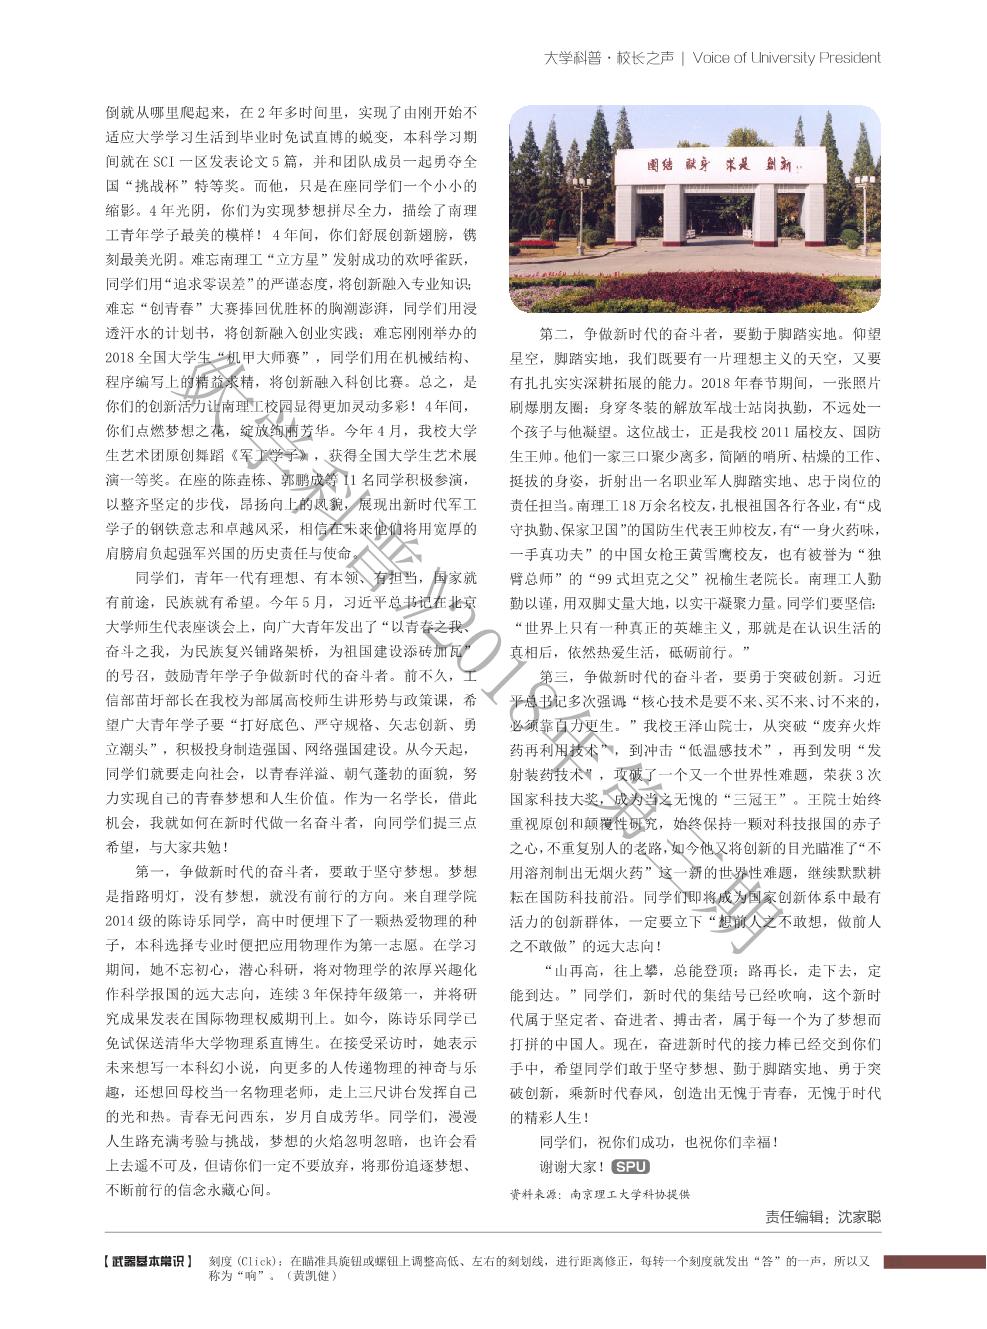 大学科普·校长之声 | Voice of University President
倒就从哪里爬起来，在 2 年多时间里，实现了由刚开始不
适应大学学习生活到毕业时免试直博的蜕变，本科学习期
间就在 SCI 一区发表论文 5 篇，并和团队成员一起勇夺全
国“挑战杯”特等奖。而他，只是在座同学们一个小小的
缩影。4 年光阴，你们为实现梦想拼尽全力，描绘了南理
工青年学子最美的模样！ 4 年间，你们舒展创新翅膀，镌
刻最美光阴。难忘南理工“立方星”发射成功的欢呼雀跃，
同学们用“追求零误差”的严谨态度，将创新融入专业知识；
难忘“创青春”大赛捧回优胜杯的胸潮澎湃，同学们用浸
透汗水的计划书，将创新融入创业实践；难忘刚刚举办的
2018 全国大学生“机甲大师赛”，同学们用在机械结构、
程序编写上的精益求精，将创新融入科创比赛。总之，是
你们的创新活力让南理工校园显得更加灵动多彩！4 年间，
你们点燃梦想之花，绽放绚丽芳华。今年 4 月，我校大学
生艺术团原创舞蹈《军工学子》，获得全国大学生艺术展
演一等奖。在座的陈垚栋、郭鹏成等 11 名同学积极参演，
以整齐坚定的步伐，昂扬向上的风貌，展现出新时代军工
学子的钢铁意志和卓越风采，相信在未来他们将用宽厚的
肩膀肩负起强军兴国的历史责任与使命。
同学们，青年一代有理想、有本领、有担当，国家就
有前途，民族就有希望。今年 5 月，习近平总书记在北京
大学师生代表座谈会上，向广大青年发出了“以青春之我、
奋斗之我，为民族复兴铺路架桥，为祖国建设添砖加瓦”
的号召，鼓励青年学子争做新时代的奋斗者。前不久，工
信部苗圩部长在我校为部属高校师生讲形势与政策课，希
望广大青年学子要“打好底色、严守规格、矢志创新、勇
立潮头”，积极投身制造强国、网络强国建设。从今天起，
同学们就要走向社会，以青春洋溢、朝气蓬勃的面貌，努
力实现自己的青春梦想和人生价值。作为一名学长，借此
机会，我就如何在新时代做一名奋斗者，向同学们提三点
希望，与大家共勉！
第一，争做新时代的奋斗者，要敢于坚守梦想。梦想
是指路明灯，没有梦想，就没有前行的方向。来自理学院
2014 级的陈诗乐同学，高中时便埋下了一颗热爱物理的种
子，本科选择专业时便把应用物理作为第一志愿。在学习
期间，她不忘初心，潜心科研，将对物理学的浓厚兴趣化
作科学报国的远大志向，连续 3 年保持年级第一，并将研
究成果发表在国际物理权威期刊上。如今，陈诗乐同学已
免试保送清华大学物理系直博生。在接受采访时，她表示
未来想写一本科幻小说，向更多的人传递物理的神奇与乐
趣，还想回母校当一名物理老师，走上三尺讲台发挥自己
的光和热。青春无问西东，岁月自成芳华。同学们，漫漫
人生路充满考验与挑战，梦想的火焰忽明忽暗，也许会看
上去遥不可及，但请你们一定不要放弃，将那份追逐梦想、
不断前行的信念永藏心间。
团结 献身 求是 创新
第二，争做新时代的奋斗者，要勤于脚踏实地。仰望
星空，脚踏实地，我们既要有一片理想主义的天空，又要
有扎扎实实深耕拓展的能力。2018 年春节期间，一张照片
刷爆朋友圈：身穿冬装的解放军战士站岗执勤，不远处一
个孩子与他凝望。这位战士，正是我校 2011 届校友、国防
生王帅。他们一家三口聚少离多，简陋的哨所、枯燥的工作、
挺拔的身姿，折射出一名职业军人脚踏实地、忠于岗位的
责任担当。南理工 18 万余名校友，扎根祖国各行各业，有“戍
守执勤、保家卫国”的国防生代表王帅校友，有“一身火药味，
一手真功夫”的中国女枪王黄雪鹰校友，也有被誉为“独
臂总师”的“99 式坦克之父”祝榆生老院长。南理工人勤
勤以谨，用双脚丈量大地，以实干凝聚力量。同学们要坚信：
“世界上只有一种真正的英雄主义，那就是在认识生活的
真相后，依然热爱生活，砥砺前行。”
第三，争做新时代的奋斗者，要勇于突破创新。习近
平总书记多次强调：“核心技术是要不来、买不来、讨不来的，
必须靠自力更生。”我校王泽山院士，从突破“废弃火炸
药再利用技术”，到冲击“低温感技术”，再到发明“发
射装药技术”，攻破了一个又一个世界性难题，荣获 3 次
国家科技大奖，成为当之无愧的“三冠王”。王院士始终
重视原创和颠覆性研究，始终保持一颗对科技报国的赤子
之心，不重复别人的老路，如今他又将创新的目光瞄准了“不
用溶剂制出无烟火药”这一新的世界性难题，继续默默耕
耘在国防科技前沿。同学们即将成为国家创新体系中最有
活力的创新群体，一定要立下“想前人之不敢想，做前人
之不敢做”的远大志向！
“山再高，往上攀，总能登顶；路再长，走下去，定
能到达。”同学们，新时代的集结号已经吹响，这个新时
代属于坚定者、奋进者、搏击者，属于每一个为了梦想而
打拼的中国人。现在，奋进新时代的接力棒已经交到你们
手中，希望同学们敢于坚守梦想、勤于脚踏实地、勇于突
破创新，乘新时代春风，创造出无愧于青春，无愧于时代
的精彩人生！
同学们，祝你们成功，也祝你们幸福！
谢谢大家！ SPU
资料来源：南京理工大学科协提供
责任编辑：沈家聪
《大学科普》2018年第三期
【武器基本常识】 刻度 (Click)：在瞄准具旋钮或螺钮上调整高低、左右的刻划线，进行距离修正，每转一个刻度就发出“答”的一声，所以又
称为“响”。（黄凯健）